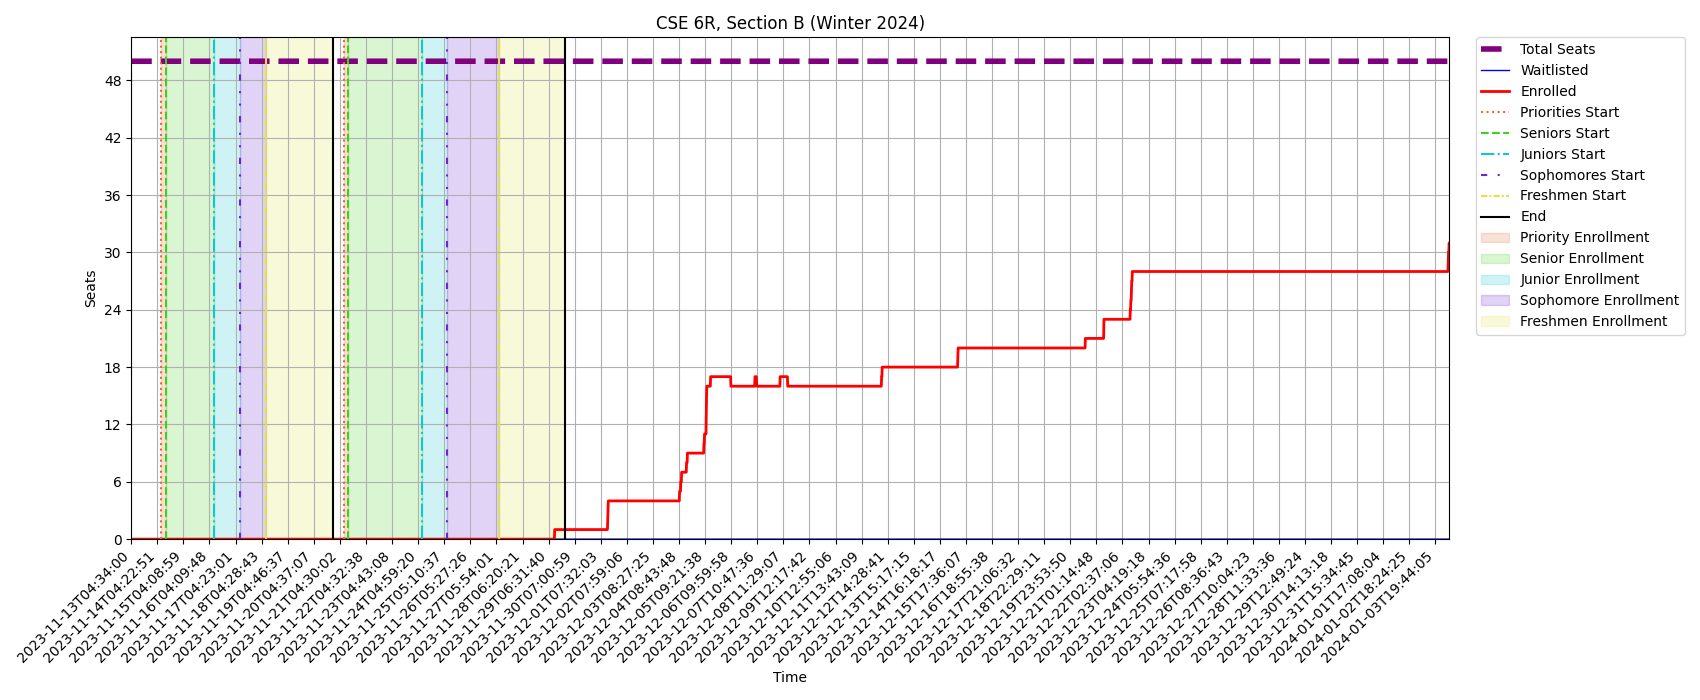 CSE 6R, Section B (Winter 2024)
Seats
48
42
36
30
24
18
12
6
0
2023-11-13T04:34:00
2023-11-14T04:22:51
2023-11-15T04:08:59
2023-11-16T04:09:48
2023-11-17T04:23:01
2023-11-18T04:28:43
2023-11-19T04:46:37
2023-11-20T04:37:07
2023-11-21T04:30:02
2023-11-22T04:32:38
2023-11-23T04:43:08
2023-11-24T04:59:20
2023-11-25T05:10:37
2023-11-26T05:27:26
2023-11-27T05:54:01
2023-11-28T06:20:21
2023-11-29T06:31:40
2023-11-30T07:00:59
2023-12-01T07:32:03
2023-12-02T07:59:06
2023-12-03T08:27:25
2023-12-04T08:43:48
2023-12-05T09:21:38
2023-12-06T09:59:58
2023-12-07T10:47:36
2023-12-08T11:29:07
2023-12-09T12:17:42
2023-12-10T12:55:06
2023-12-11T13:43:09
2023-12-12T14:28:41
2023-12-13T15:17:15
2023-12-14T16:18:17
2023-12-15T17:36:07
2023-12-16T18:55:38
2023-12-17T21:06:32
2023-12-18T22:29:11
2023-12-19T23:53:50
2023-12-21T01:14:48
2023-12-22T02:37:06
2023-12-23T04:19:18
2023-12-24T05:54:36
2023-12-25T07:17:58
2023-12-26T08:36:43
2023-12-27T10:04:23
2023-12-28T11:33:36
2023-12-29T12:49:24
2023-12-30T14:13:18
2023-12-31T15:34:45
2024-01-01T17:08:04
2024-01-02T18:24:25
2024-01-03T19:44:05
Time
Total Seats
Waitlisted
Enrolled
Priorities Start
Seniors Start
Juniors Start
Sophomores Start
Freshmen Start
End
Priority Enrollment
Senior Enrollment
Junior Enrollment
Sophomore Enrollment
Freshmen Enrollment